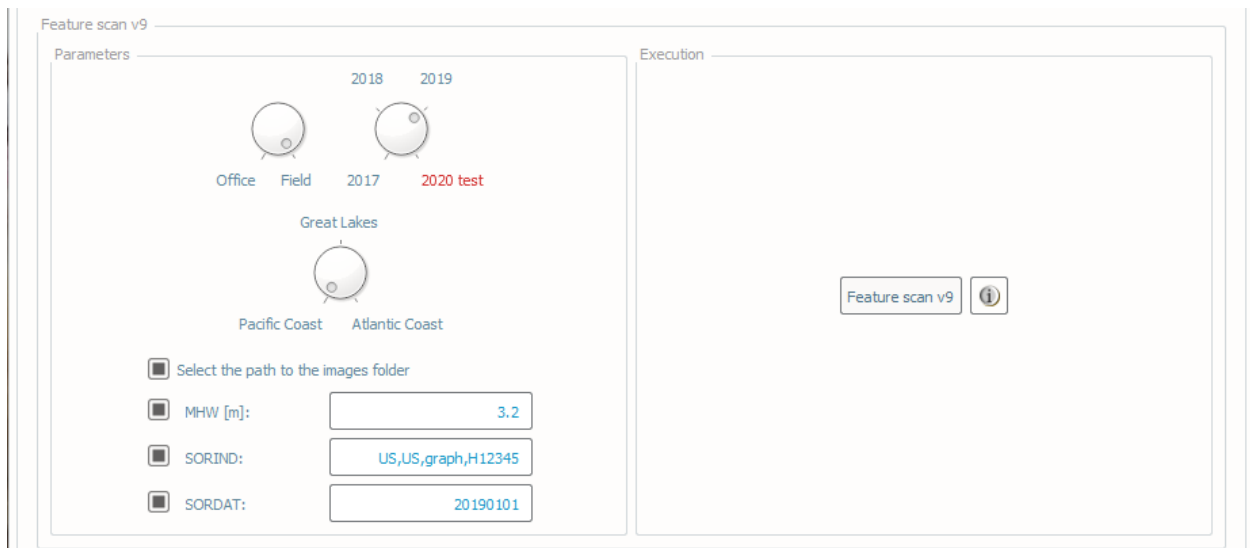 Feature scan v9
Parameters
2018 2019
Office Field 2017 2020 test
Great Lakes
Pacific Coast Atlantic Coast
Select the path to the images folder
MHW [m]: 3.2
SORIND: US,US,graph,H12345
SORDAT: 20190101
Execution
Feature scan v9